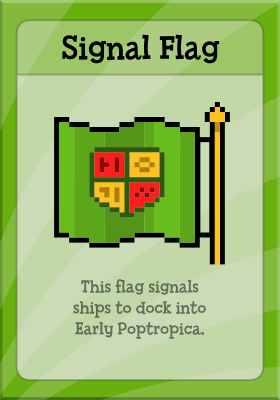 Signal Flag
This flag signals
ships to dock into
Early Poptropica.